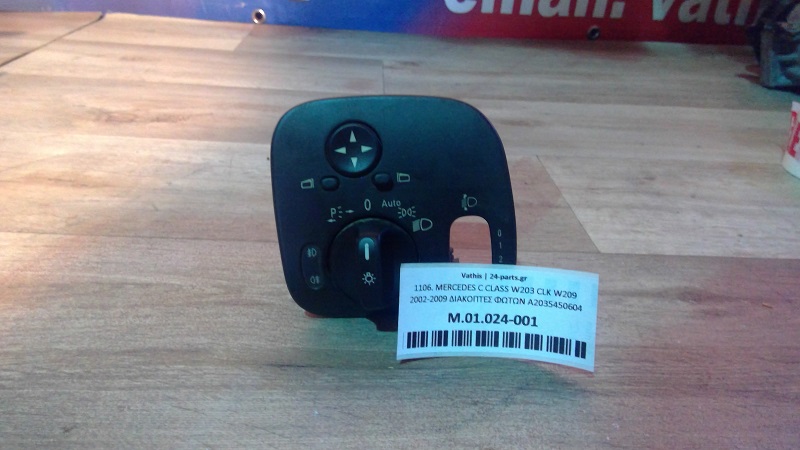 email: vathis
P 0 Auto
0
1
2
Vathis | 24-parts.gr
1106. MERCEDES C CLASS W203 CLK W209
2002-2009 ΔΙΑΚΟΠΤΕΣ ΦΩΤΩΝ A2035450604
M.01.024-001